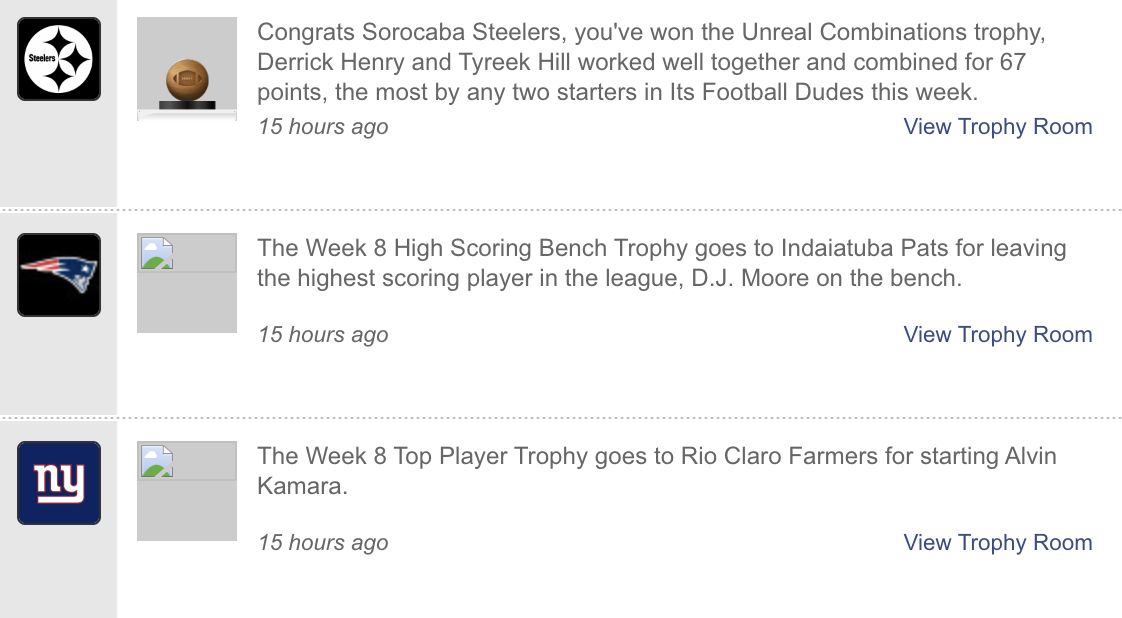 Steelers
Congrats Sorocaba Steelers, you've won the Unreal Combinations trophy,
Derrick Henry and Tyreek Hill worked well together and combined for 67
points, the most by any two starters in Its Football Dudes this week.
15 hours ago View Trophy Room
The Week 8 High Scoring Bench Trophy goes to Indaiatuba Pats for leaving
the highest scoring player in the league, D.J. Moore on the bench.
15 hours ago View Trophy Room
ny
The Week 8 Top Player Trophy goes to Rio Claro Farmers for starting Alvin
Kamara.
15 hours ago View Trophy Room